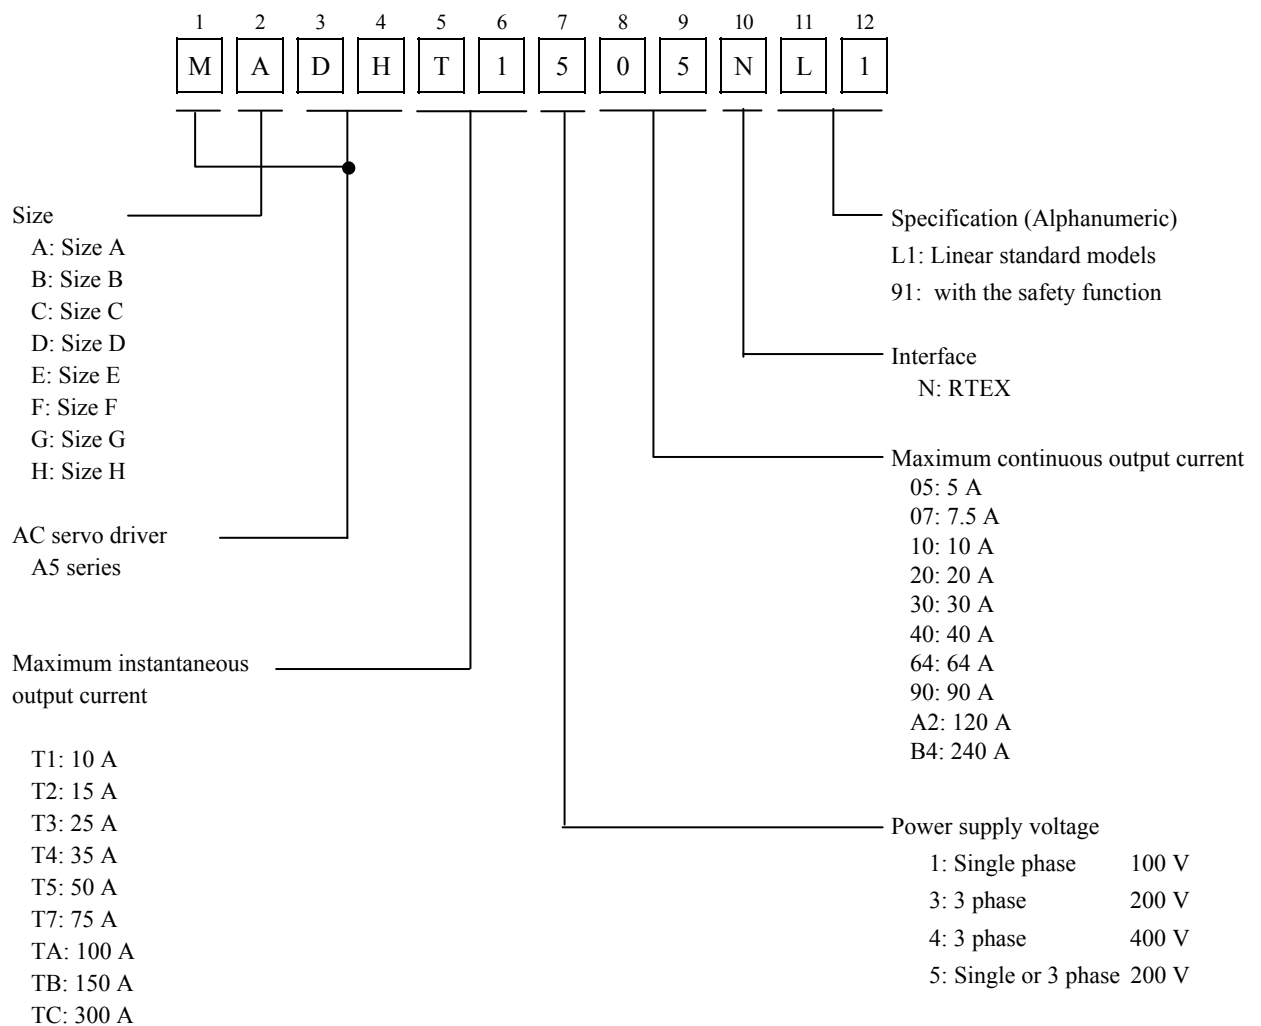 1 2 3 4 5 6 7 8 9 10 11 12
M A D H T 1 5 0 5 N L 1
Size
A: Size A
B: Size B
C: Size C
D: Size D
E: Size E
F: Size F
G: Size G
H: Size H
AC servo driver
A5 series
Maximum instantaneous
output current
T1: 10 A
T2: 15 A
T3: 25 A
T4: 35 A
T5: 50 A
T7: 75 A
TA: 100 A
TB: 150 A
TC: 300 A
Specification (Alphanumeric)
L1: Linear standard models
91: with the safety function
Interface
N: RTEX
Maximum continuous output current
05: 5 A
07: 7.5 A
10: 10 A
20: 20 A
30: 30 A
40: 40 A
64: 64 A
90: 90 A
A2: 120 A
B4: 240 A
Power supply voltage
1: Single phase 100 V
3: 3 phase 200 V
4: 3 phase 400 V
5: Single or 3 phase 200 V